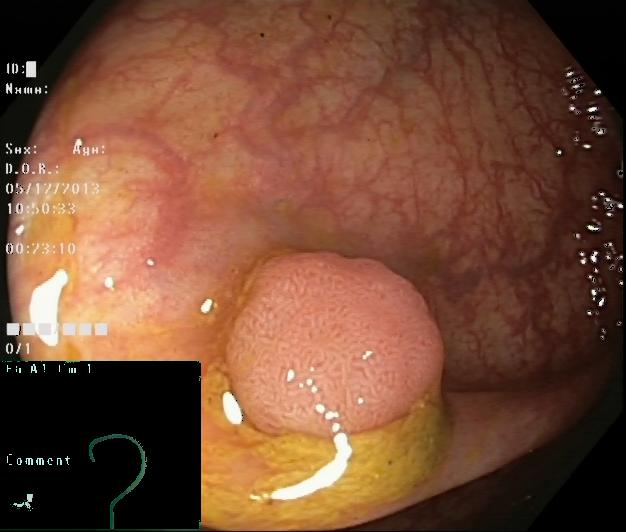 ID:
Name:
Sex: Age:
D.O.B.:
05/12/2013
10:50:33
00:23:10
0/1
Comment